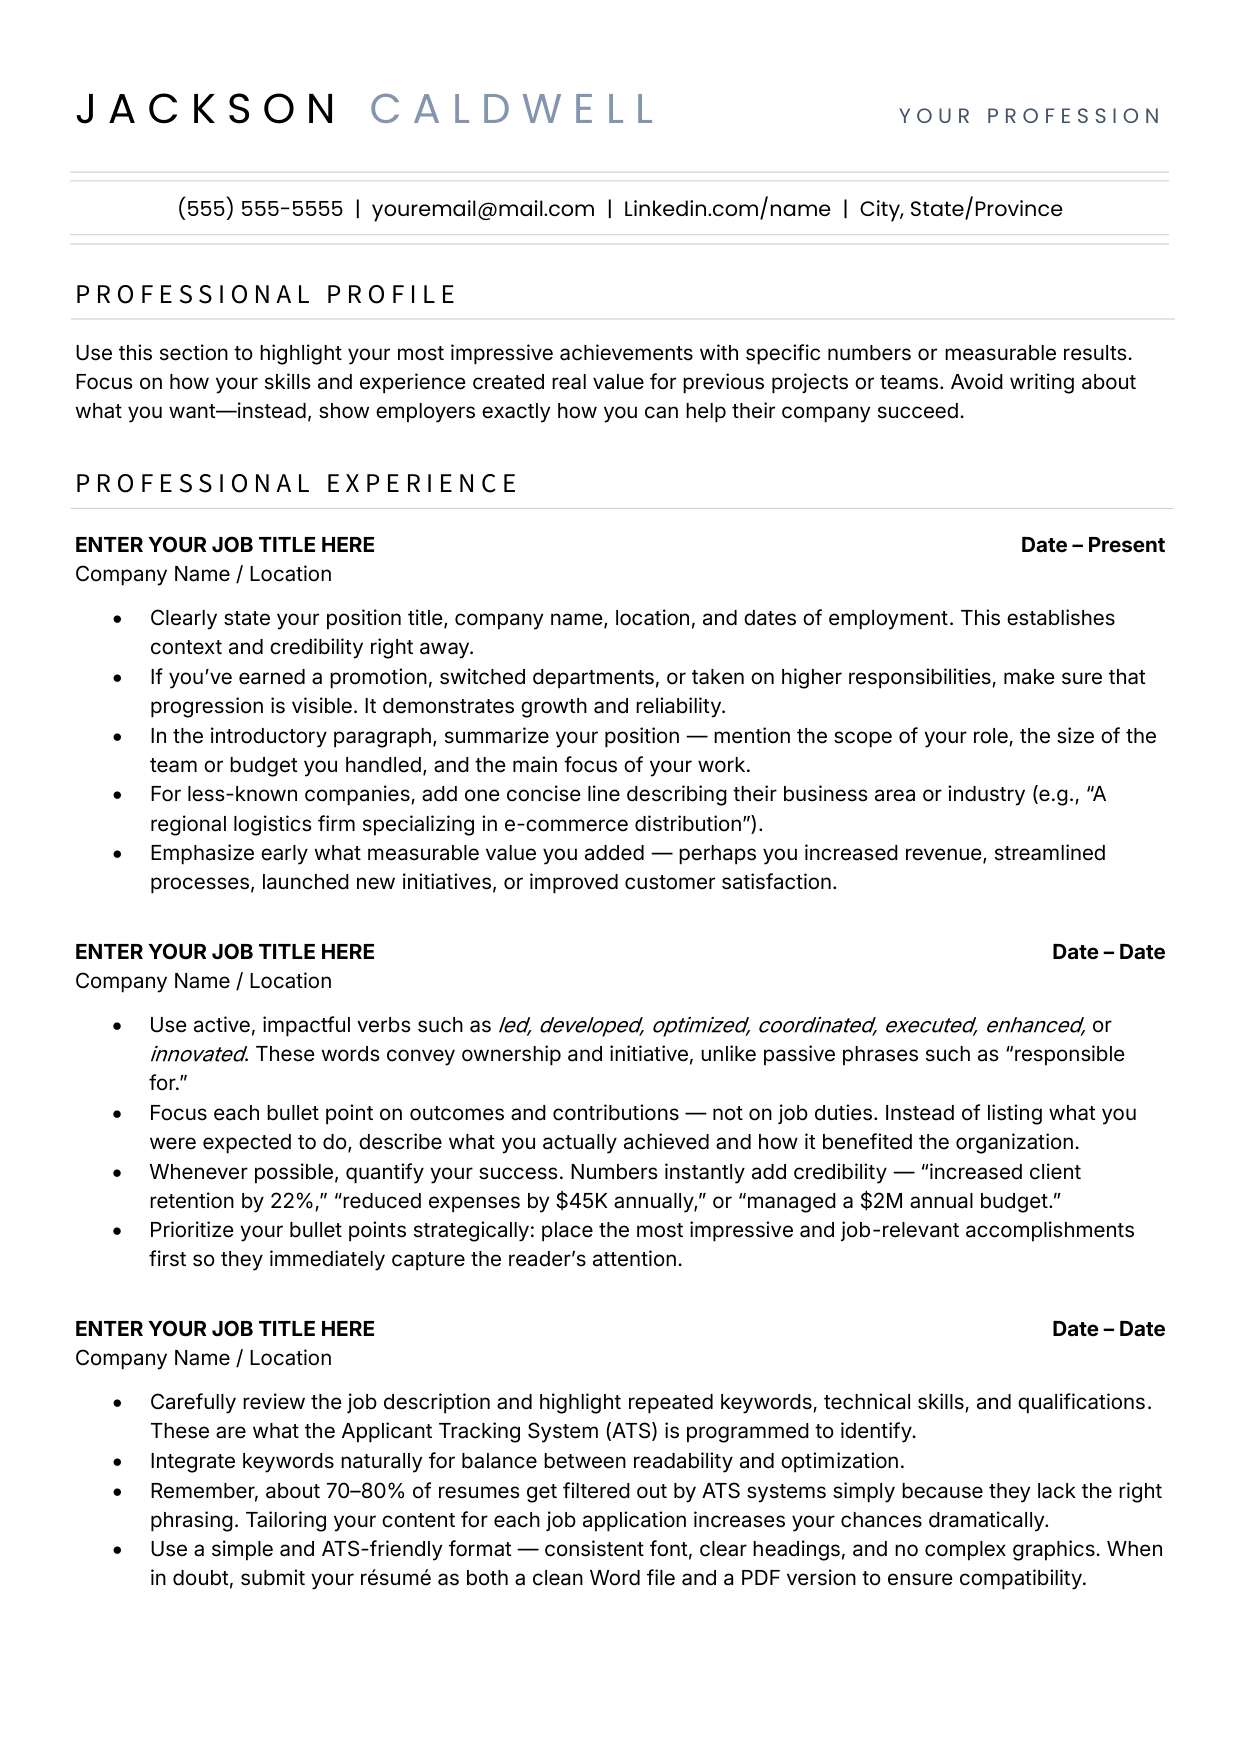 JACKSON CALDWELL YOUR PROFESSION
(555) 555-5555 | youremail@mail.com | Linkedin.com/name | City, State/Province
PROFESSIONAL PROFILE
Use this section to highlight your most impressive achievements with specific numbers or measurable results.
Focus on how your skills and experience created real value for previous projects or teams. Avoid writing about
what you want—instead, show employers exactly how you can help their company succeed.
PROFESSIONAL EXPERIENCE
ENTER YOUR JOB TITLE HERE Date – Present
Company Name / Location
• Clearly state your position title, company name, location, and dates of employment. This establishes
context and credibility right away.
• If you’ve earned a promotion, switched departments, or taken on higher responsibilities, make sure that
progression is visible. It demonstrates growth and reliability.
• In the introductory paragraph, summarize your position — mention the scope of your role, the size of the
team or budget you handled, and the main focus of your work.
• For less-known companies, add one concise line describing their business area or industry (e.g., “A
regional logistics firm specializing in e-commerce distribution”).
• Emphasize early what measurable value you added — perhaps you increased revenue, streamlined
processes, launched new initiatives, or improved customer satisfaction.
ENTER YOUR JOB TITLE HERE Date – Date
Company Name / Location
• Use active, impactful verbs such as led, developed, optimized, coordinated, executed, enhanced, or
innovated. These words convey ownership and initiative, unlike passive phrases such as “responsible
for.”
• Focus each bullet point on outcomes and contributions — not on job duties. Instead of listing what you
were expected to do, describe what you actually achieved and how it benefited the organization.
• Whenever possible, quantify your success. Numbers instantly add credibility — “increased client
retention by 22%,” “reduced expenses by $45K annually,” or “managed a $2M annual budget.”
• Prioritize your bullet points strategically: place the most impressive and job-relevant accomplishments
first so they immediately capture the reader’s attention.
ENTER YOUR JOB TITLE HERE Date – Date
Company Name / Location
• Carefully review the job description and highlight repeated keywords, technical skills, and qualifications.
These are what the Applicant Tracking System (ATS) is programmed to identify.
• Integrate keywords naturally for balance between readability and optimization.
• Remember, about 70–80% of resumes get filtered out by ATS systems simply because they lack the right
phrasing. Tailoring your content for each job application increases your chances dramatically.
• Use a simple and ATS-friendly format — consistent font, clear headings, and no complex graphics. When
in doubt, submit your résumé as both a clean Word file and a PDF version to ensure compatibility.